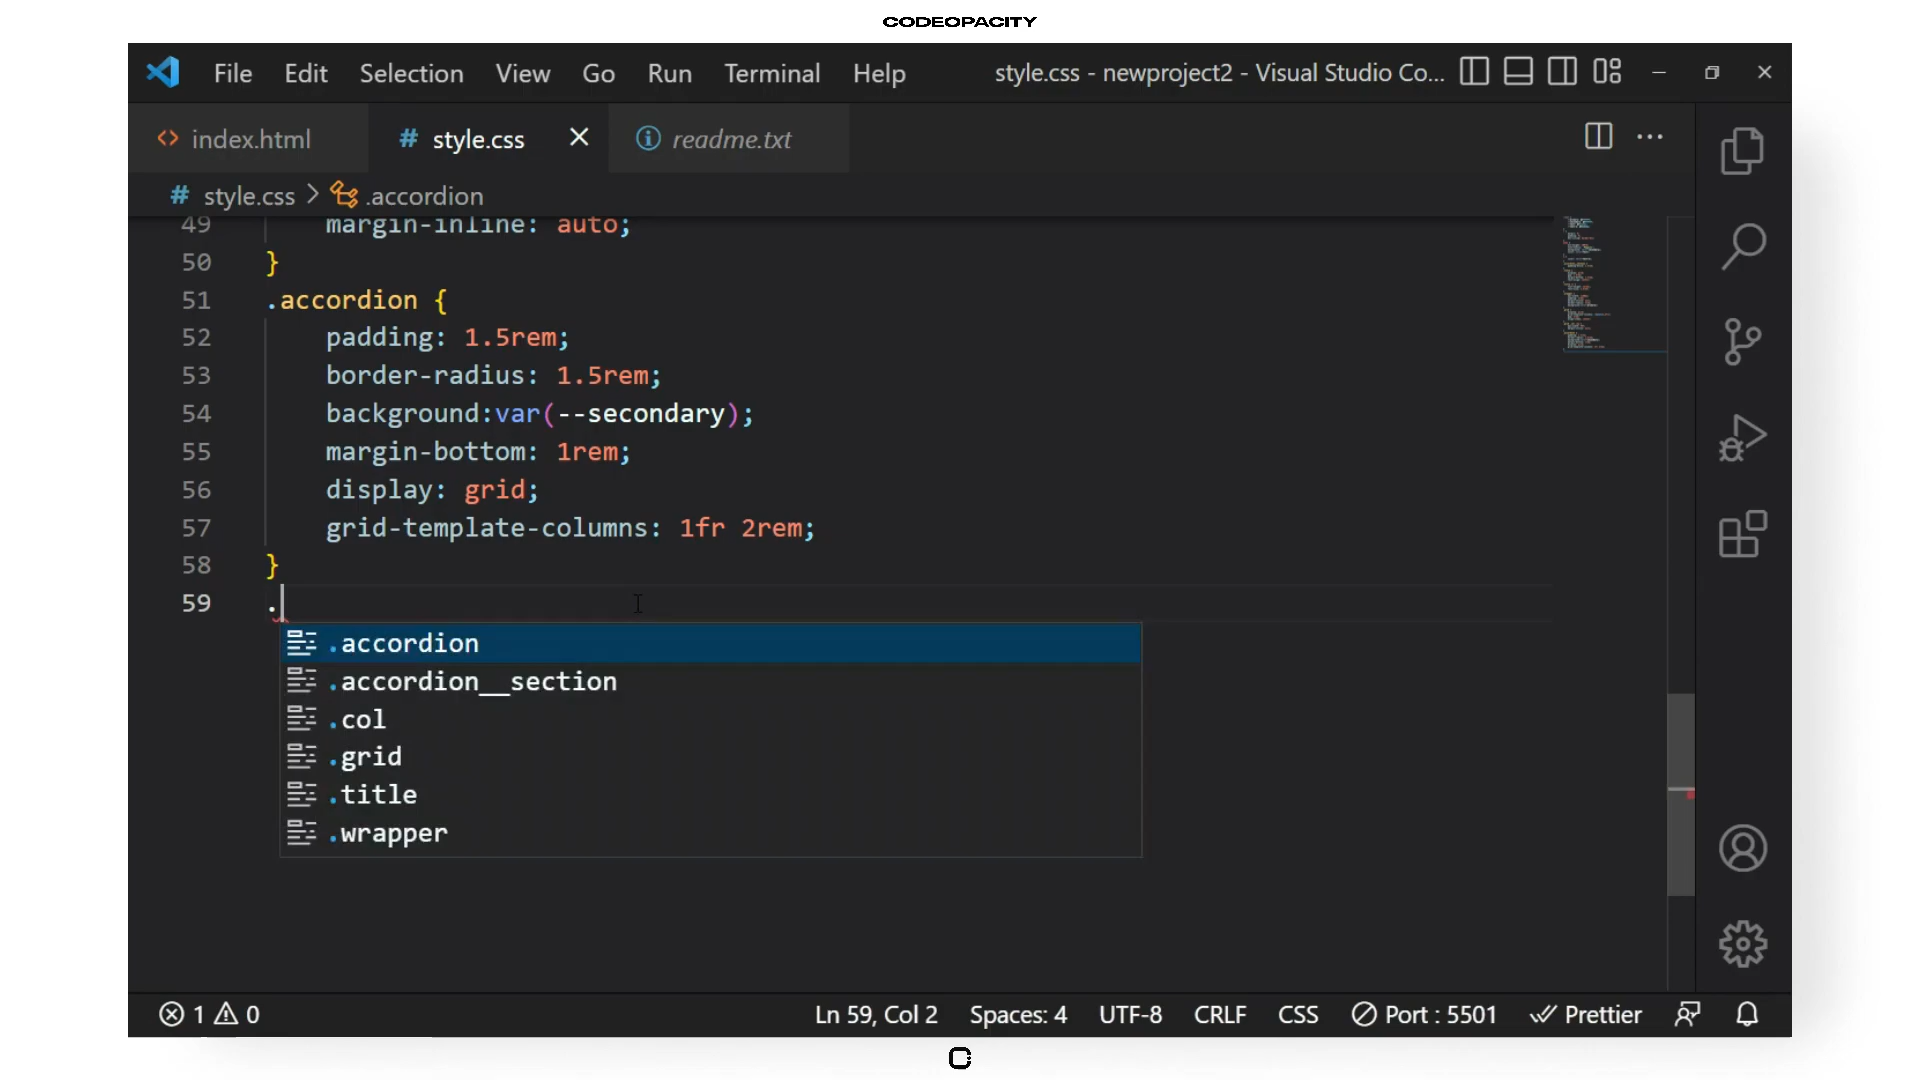 CODEOPACITY
File Edit Selection View Go Run Terminal Help style.css - newproject2 - Visual Studio Co...
index.html style.css readme.txt
style.css > .accordion
49 margin-inline: auto;
50 }
51 .accordion {
52 padding: 1.5rem;
53 border-radius: 1.5rem;
54 background:var(--secondary);
55 margin-bottom: 1rem;
56 display: grid;
57 grid-template-columns: 1fr 2rem;
58 }
59 .
.accordion
.accordion__section
.col
.grid
.title
.wrapper
1 0 Ln 59, Col 2 Spaces: 4 UTF-8 CRLF CSS Port : 5501 Prettier